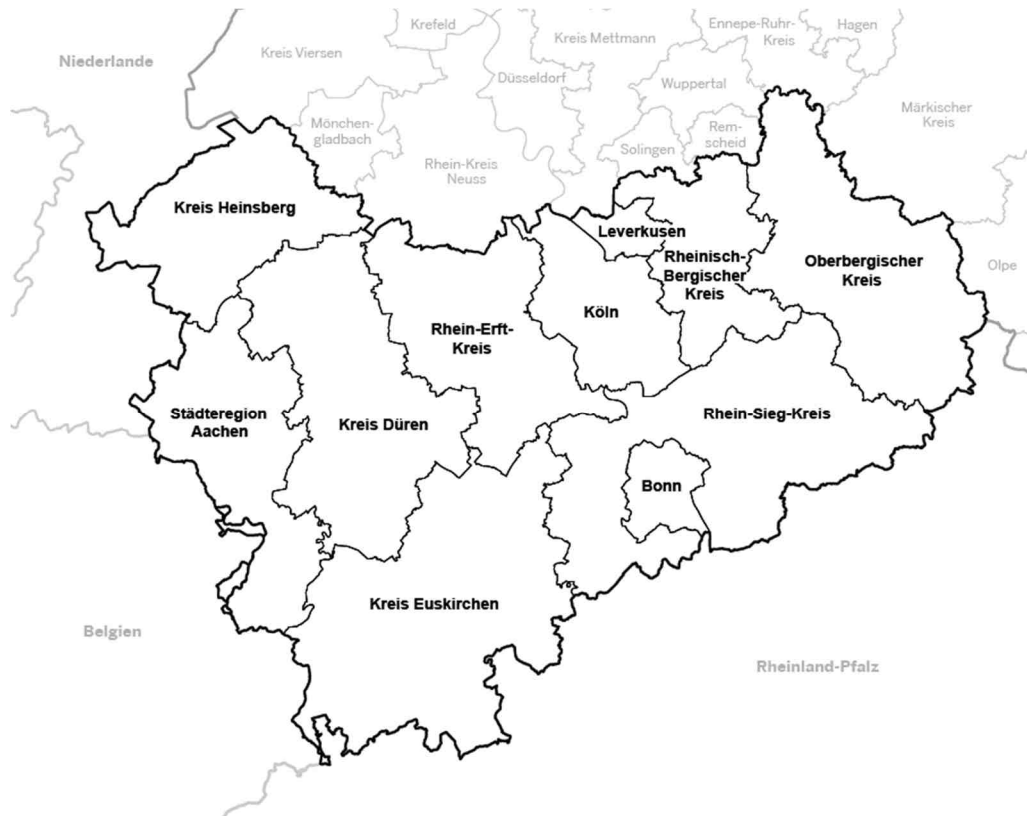 Krefeld
Ennepe-Ruhr-
Kreis
Hagen
Kreis Viersen
Kreis Mettmann
Niederlande
Düsseldorf
Wuppertal
Märkischer
Kreis
Mönchen-
gladbach
Rem-
scheid
Solingen
Rhein-Kreis
Neuss
Kreis Heinsberg
Leverkusen
Rheinisch-
Bergischer
Kreis
Oberbergischer
Kreis
Olpe
Köln
Rhein-Erft-
Kreis
Städteregion
Aachen
Kreis Düren
Rhein-Sieg-Kreis
Bonn
Kreis Euskirchen
Belgien
Rheinland-Pfalz